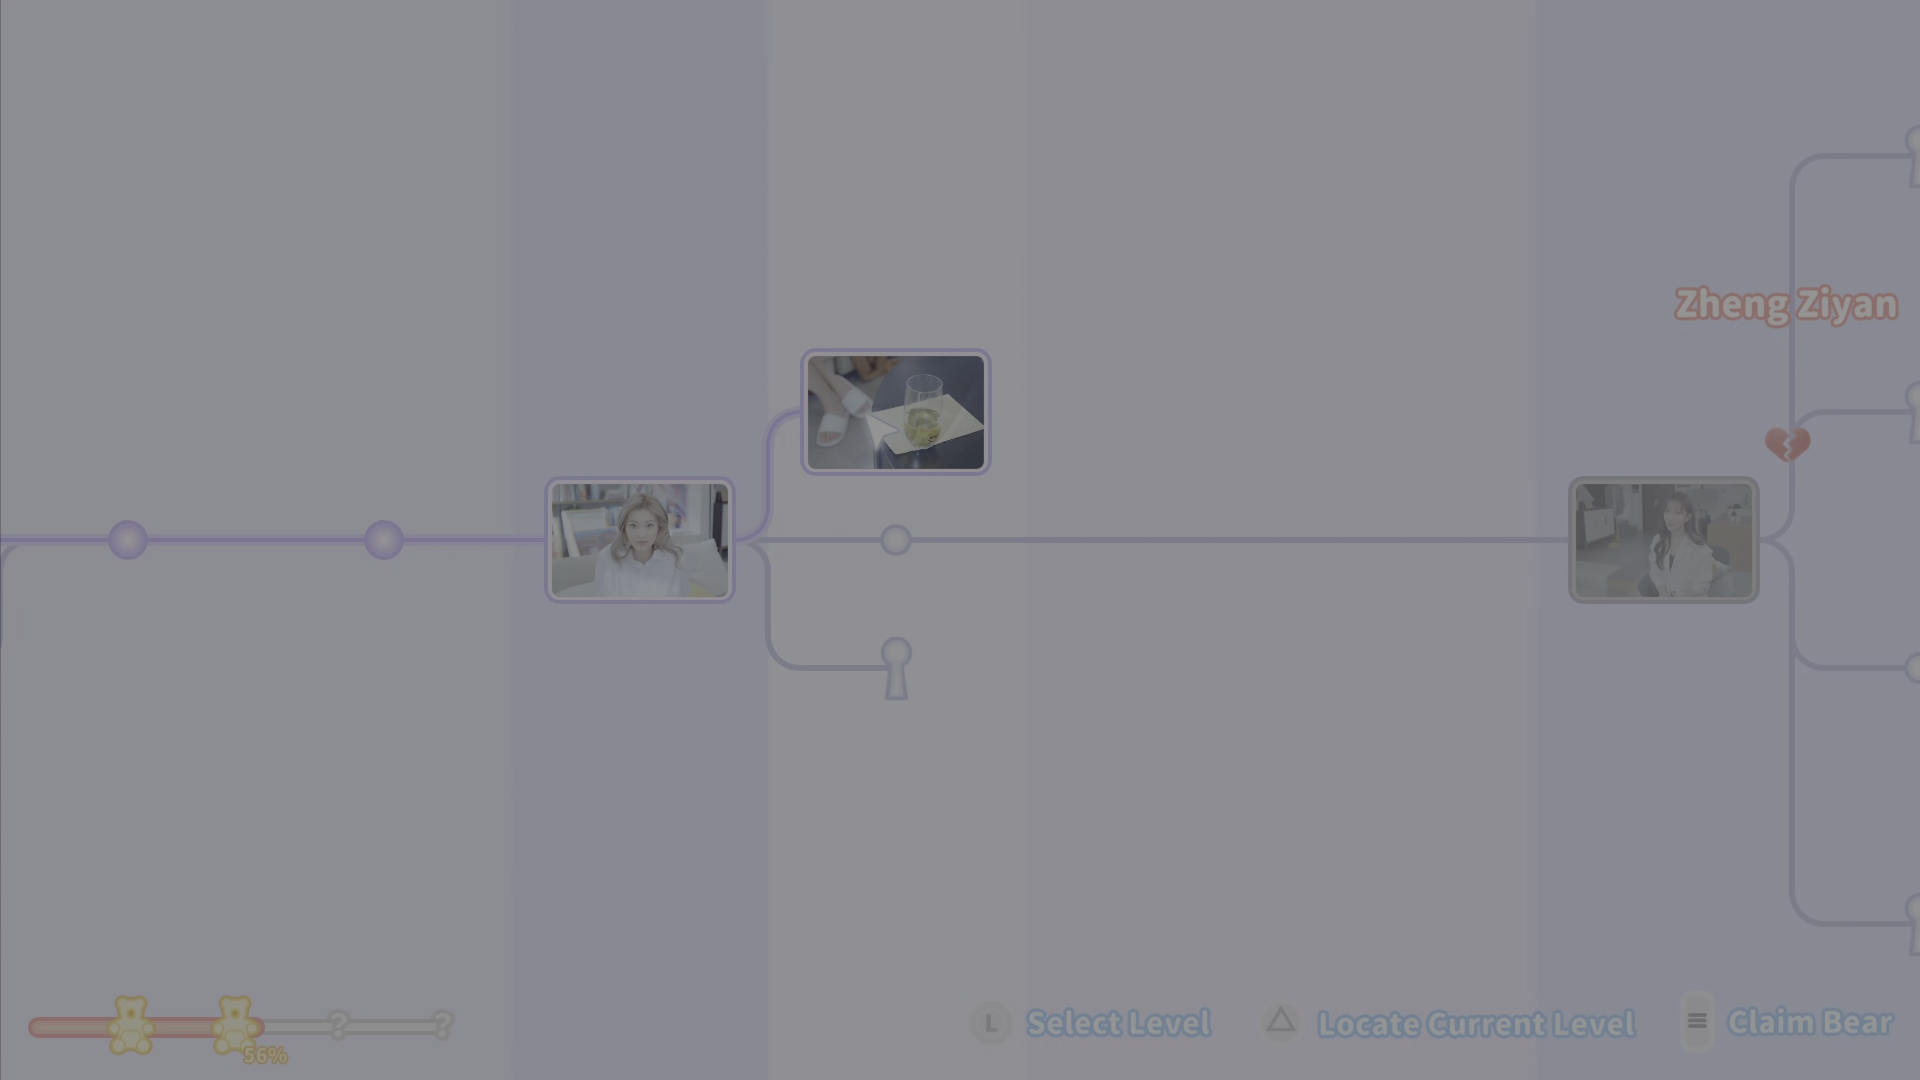 Zheng Ziyan
?
?
56%
L Select Level
Locate Current Level
Claim Bear